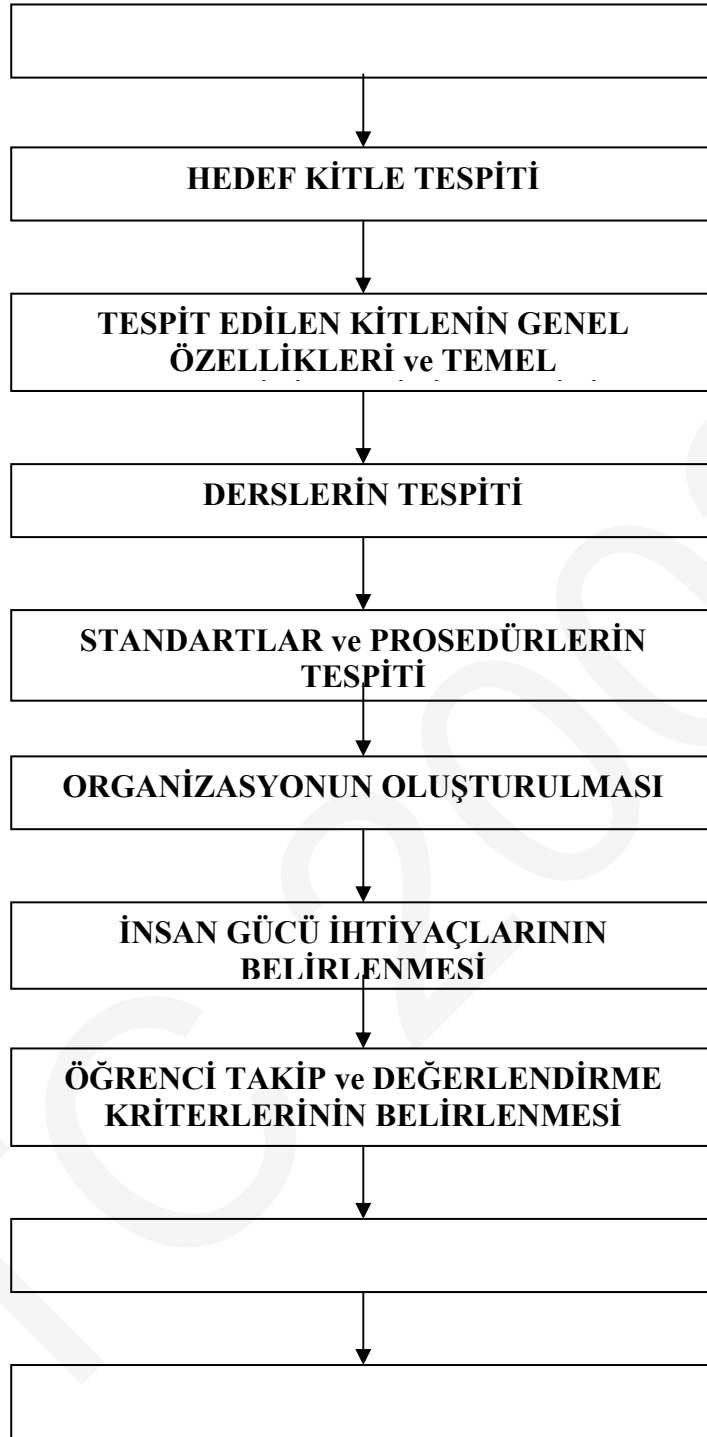 HEDEF KİTLE TESPİTİ
TESPİT EDİLEN KİTLENİN GENEL
ÖZELLİKLERİ ve TEMEL
DERSLERİN TESPİTİ
STANDARTLAR ve PROSEDÜRLERİN
TESPİTİ
ORGANİZASYONUN OLUŞTURULMASI
İNSAN GÜCÜ İHTİYAÇLARININ
BELİRLENMESİ
ÖĞRENCİ TAKİP ve DEĞERLENDİRME
KRİTERLERİNİN BELİRLENMESİ
TC 200